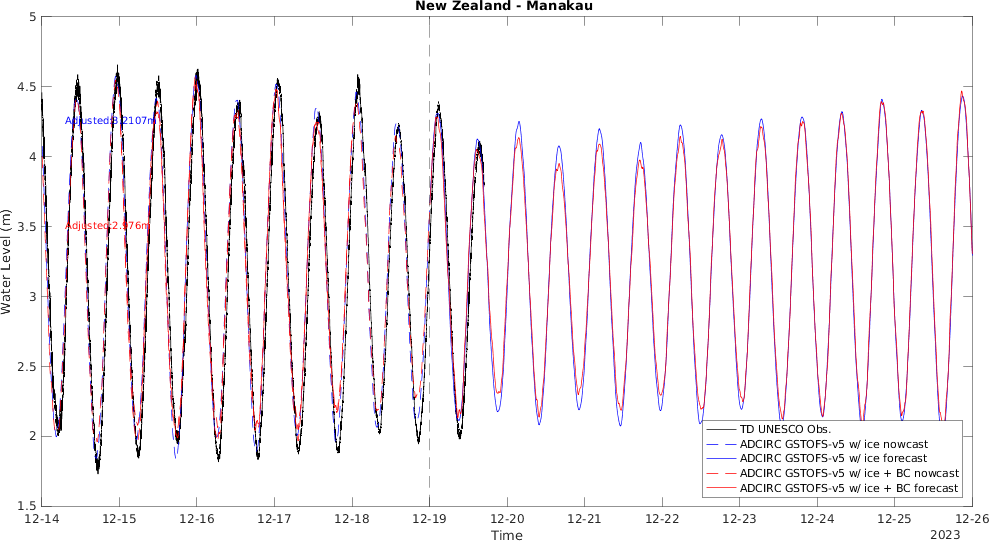 New Zealand - Manakau
5
4.5
4
3.5
3
2.5
2
1.5
Water Level (m)
Adjusted:3.2107m
Adjusted:2.976m
12-14 12-15 12-16 12-17 12-18 12-19 12-20 12-21 12-22 12-23 12-24 12-25 12-26
Time
2023
TD UNESCO Obs.
ADCIRC GSTOFS-v5 w/ ice nowcast
ADCIRC GSTOFS-v5 w/ ice forecast
ADCIRC GSTOFS-v5 w/ ice + BC nowcast
ADCIRC GSTOFS-v5 w/ ice + BC forecast